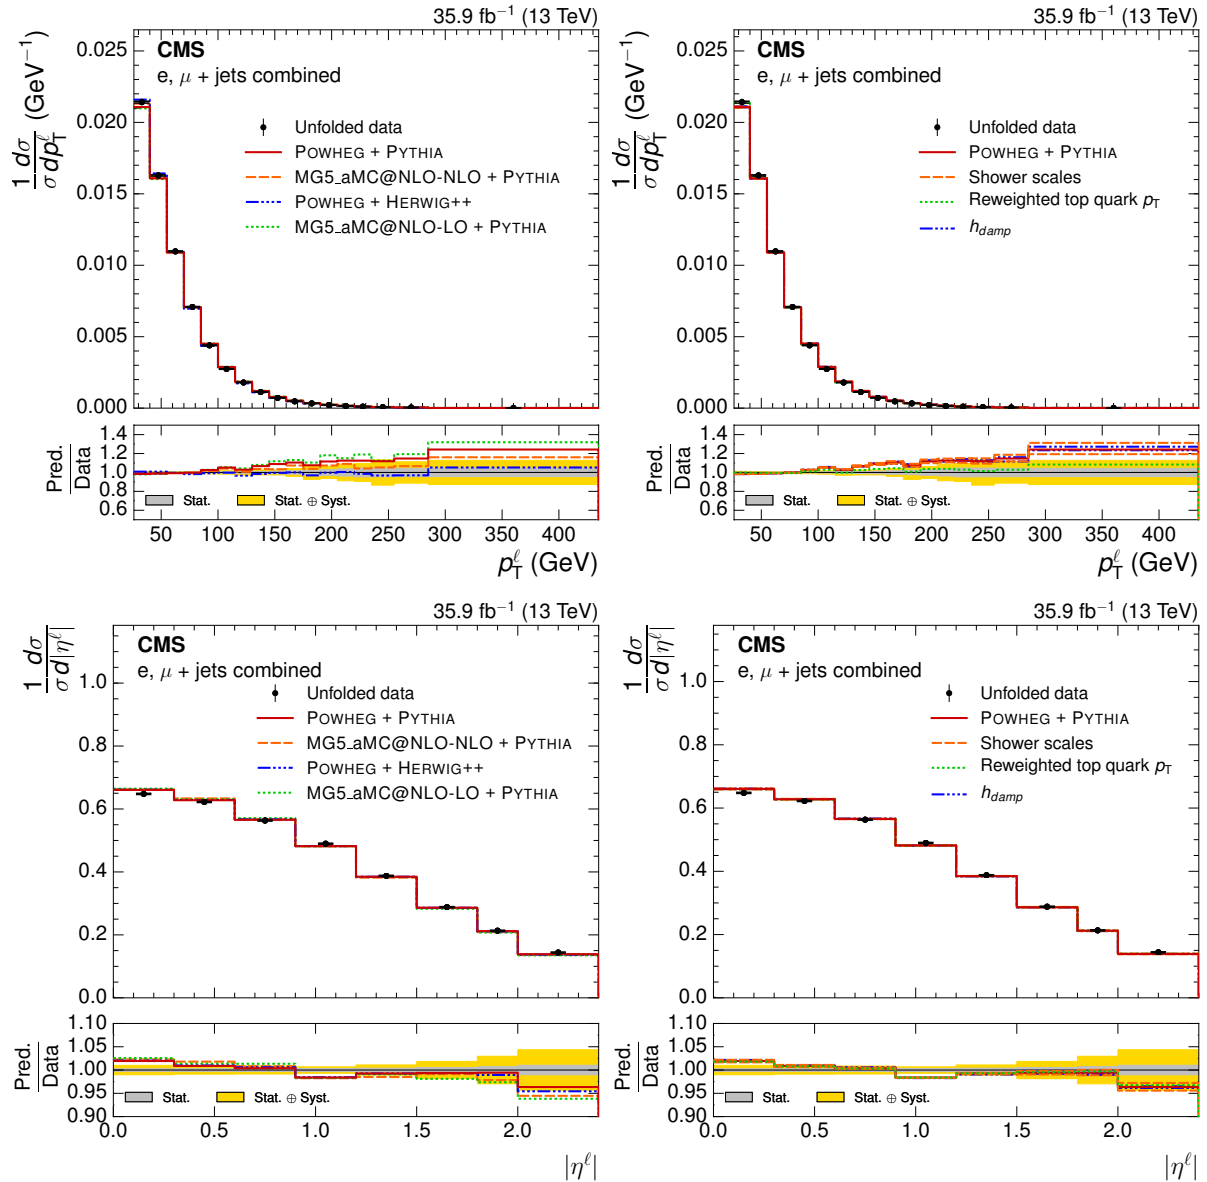 35.9 fb⁻¹ (13 TeV)
CMS
e, μ + jets combined
Unfolded data
POWHEG + PYTHIA
MG5_aMC@NLO-NLO + PYTHIA
POWHEG + HERWIG++
MG5_aMC@NLO-LO + PYTHIA
1/σ dσ/dp_T^ℓ (GeV⁻¹)
0.025
0.020
0.015
0.010
0.005
0.000
Pred. / Data
1.4
1.2
1.0
0.8
0.6
Stat.
Stat. ⊕ Syst.
50 100 150 200 250 300 350 400
p_T^ℓ (GeV)
35.9 fb⁻¹ (13 TeV)
CMS
e, μ + jets combined
Unfolded data
POWHEG + PYTHIA
Shower scales
Reweighted top quark p_T
h_damp
1/σ dσ/dp_T^ℓ (GeV⁻¹)
0.025
0.020
0.015
0.010
0.005
0.000
Pred. / Data
1.4
1.2
1.0
0.8
0.6
Stat.
Stat. ⊕ Syst.
50 100 150 200 250 300 350 400
p_T^ℓ (GeV)
35.9 fb⁻¹ (13 TeV)
CMS
e, μ + jets combined
Unfolded data
POWHEG + PYTHIA
MG5_aMC@NLO-NLO + PYTHIA
POWHEG + HERWIG++
MG5_aMC@NLO-LO + PYTHIA
1/σ dσ/d|η^ℓ|
1.0
0.8
0.6
0.4
0.2
0.0
Pred. / Data
1.10
1.05
1.00
0.95
0.90
Stat.
Stat. ⊕ Syst.
0.0 0.5 1.0 1.5 2.0
|η^ℓ|
35.9 fb⁻¹ (13 TeV)
CMS
e, μ + jets combined
Unfolded data
POWHEG + PYTHIA
Shower scales
Reweighted top quark p_T
h_damp
1/σ dσ/d|η^ℓ|
1.0
0.8
0.6
0.4
0.2
0.0
Pred. / Data
1.10
1.05
1.00
0.95
0.90
Stat.
Stat. ⊕ Syst.
0.0 0.5 1.0 1.5 2.0
|η^ℓ|